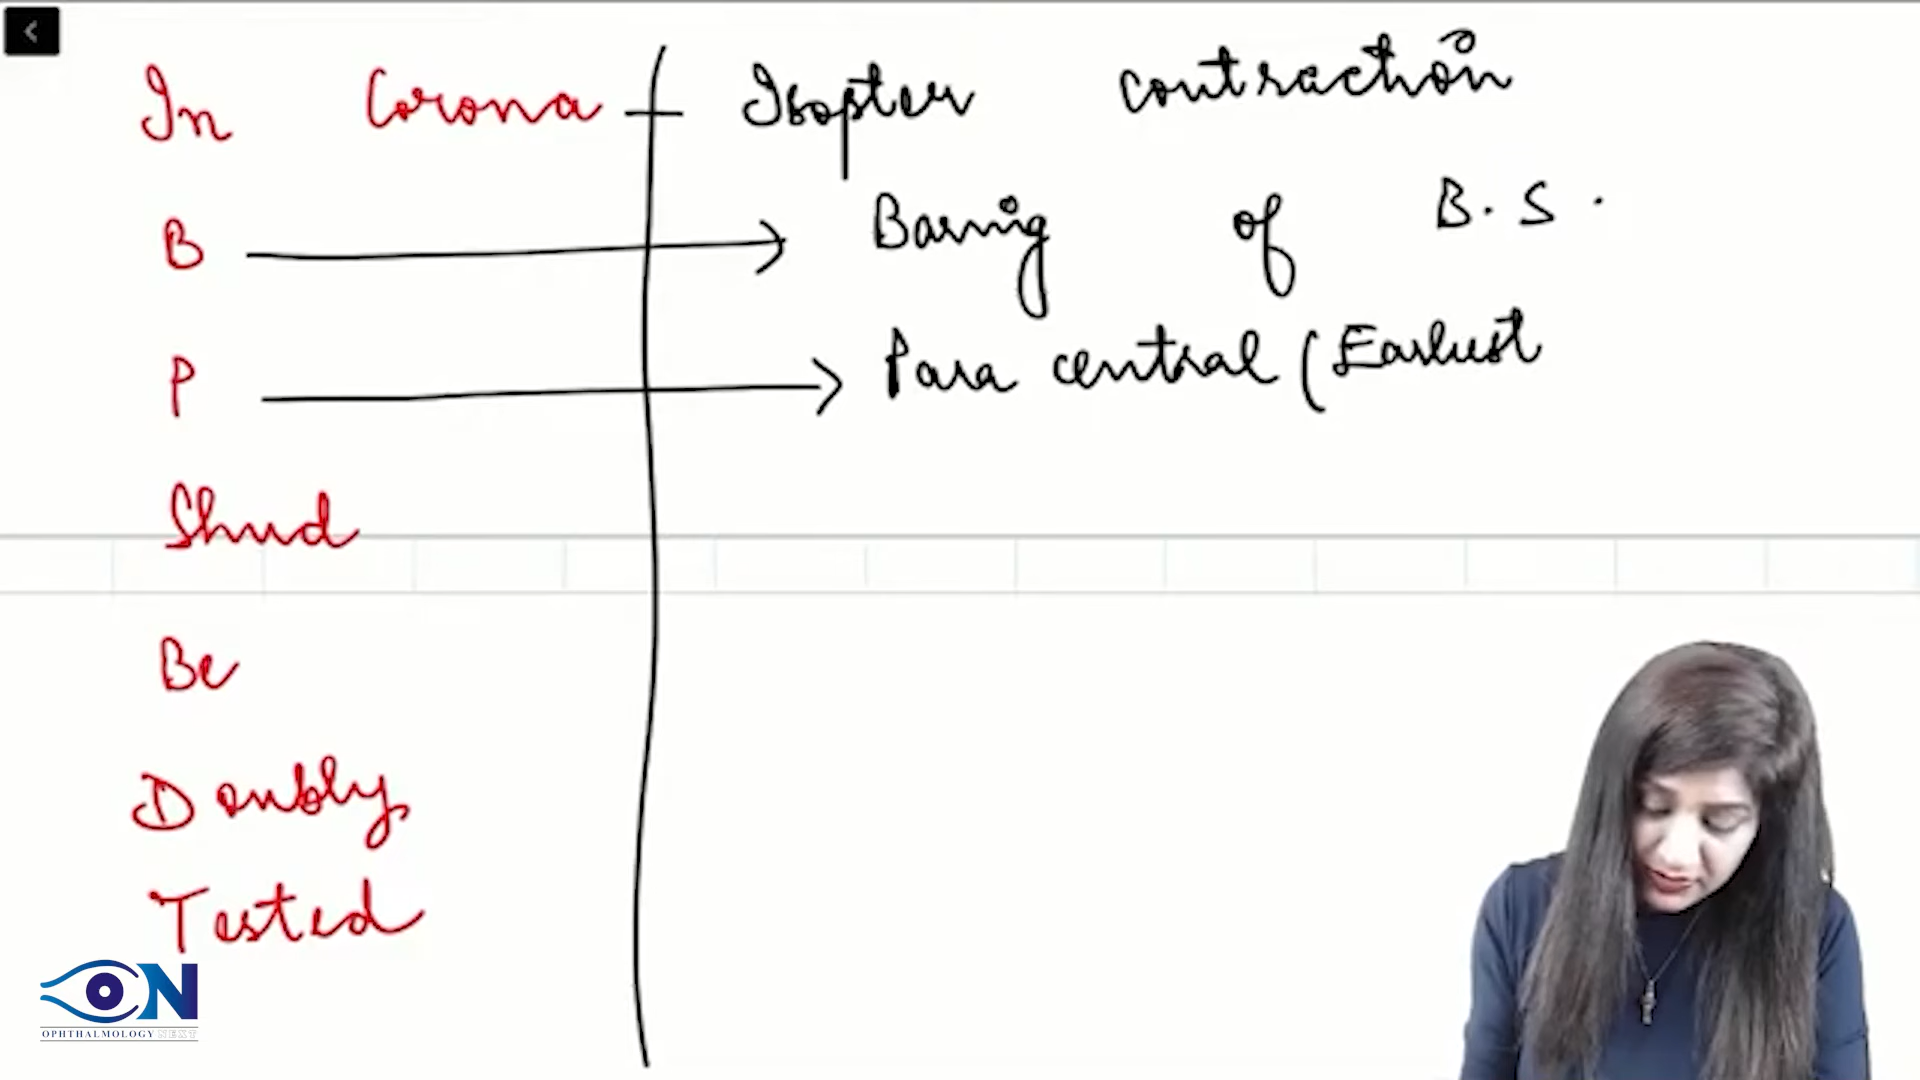 In Corona - Isopter contraction
B → Baring of B.S.
P → Para central (Earliest
Shud
Be
Doubly
Tested
ON
OPHTHALMOLOGY NEXT